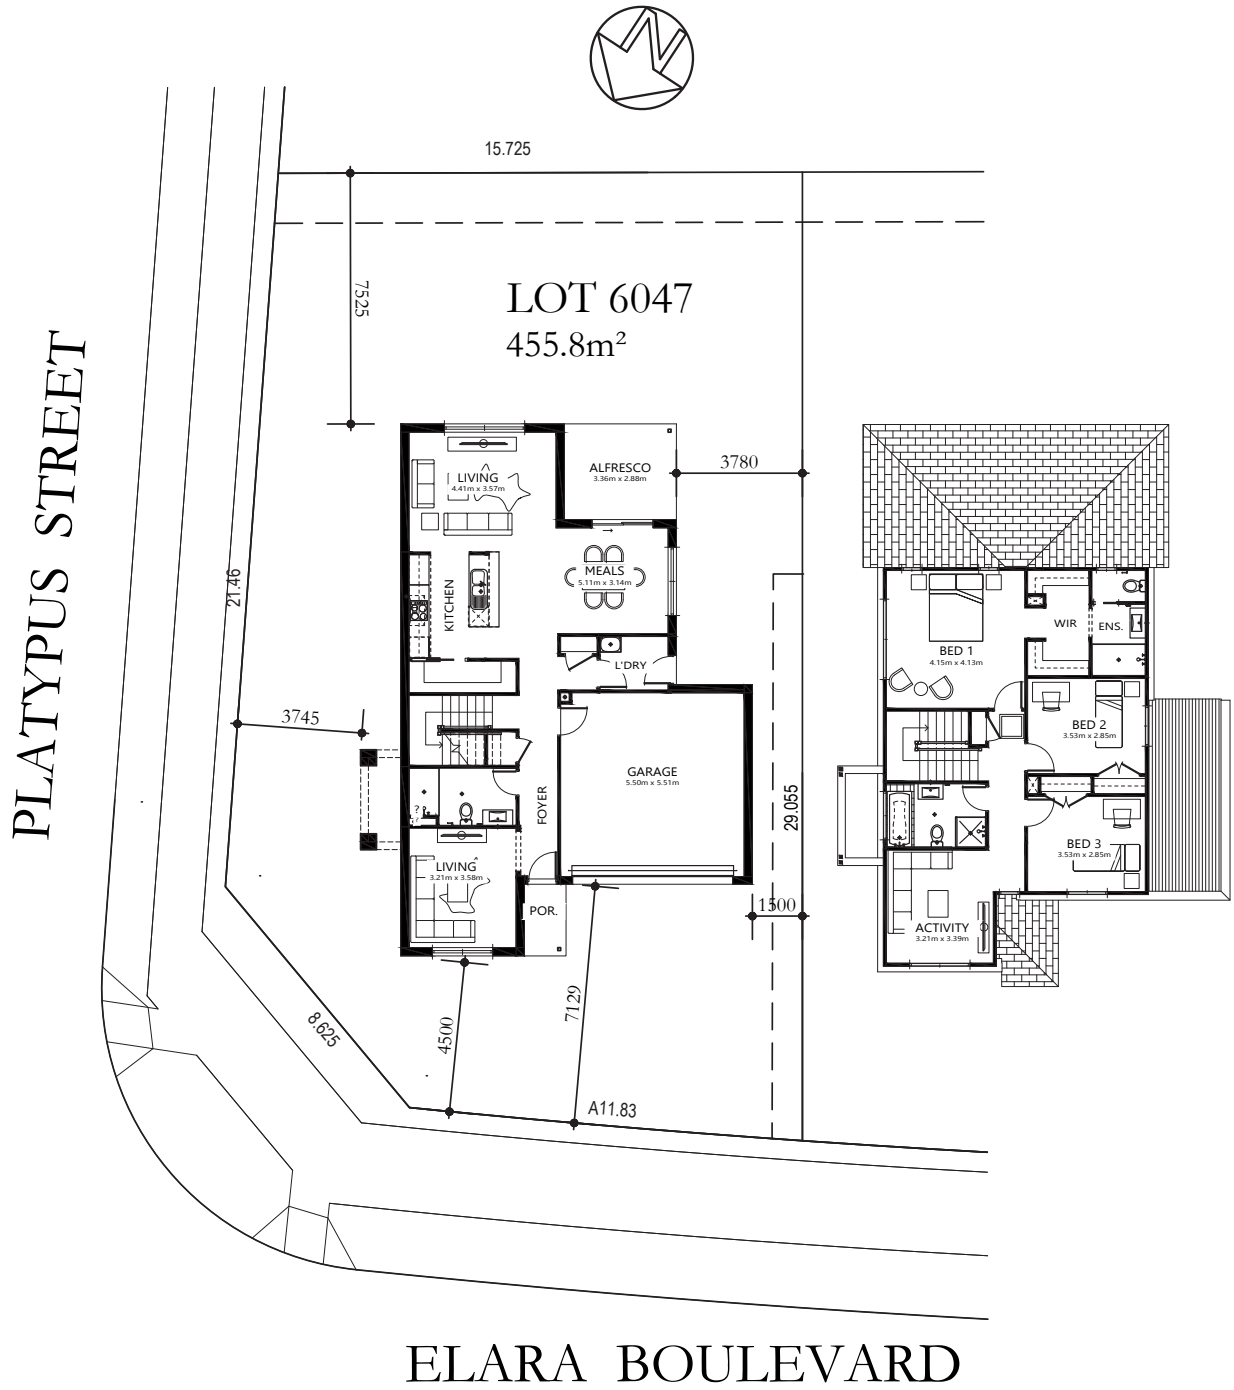 N
15.725
7525
LOT 6047
455.8m²
PLATYPUS STREET
21.46
3745
LIVING
4.41m x 3.57m
ALFRESCO
3.36m x 2.88m
3780
MEALS
5.11m x 3.14m
KITCHEN
L'DRY
GARAGE
5.50m x 5.51m
FOYER
?
LIVING
3.21m x 3.58m
POR.
29.055
1500
8.625
4500
7129
A11.83
BED 1
4.15m x 4.13m
WIR
ENS.
BED 2
3.53m x 2.85m
BED 3
3.53m x 2.85m
ACTIVITY
3.21m x 3.39m
ELARA BOULEVARD